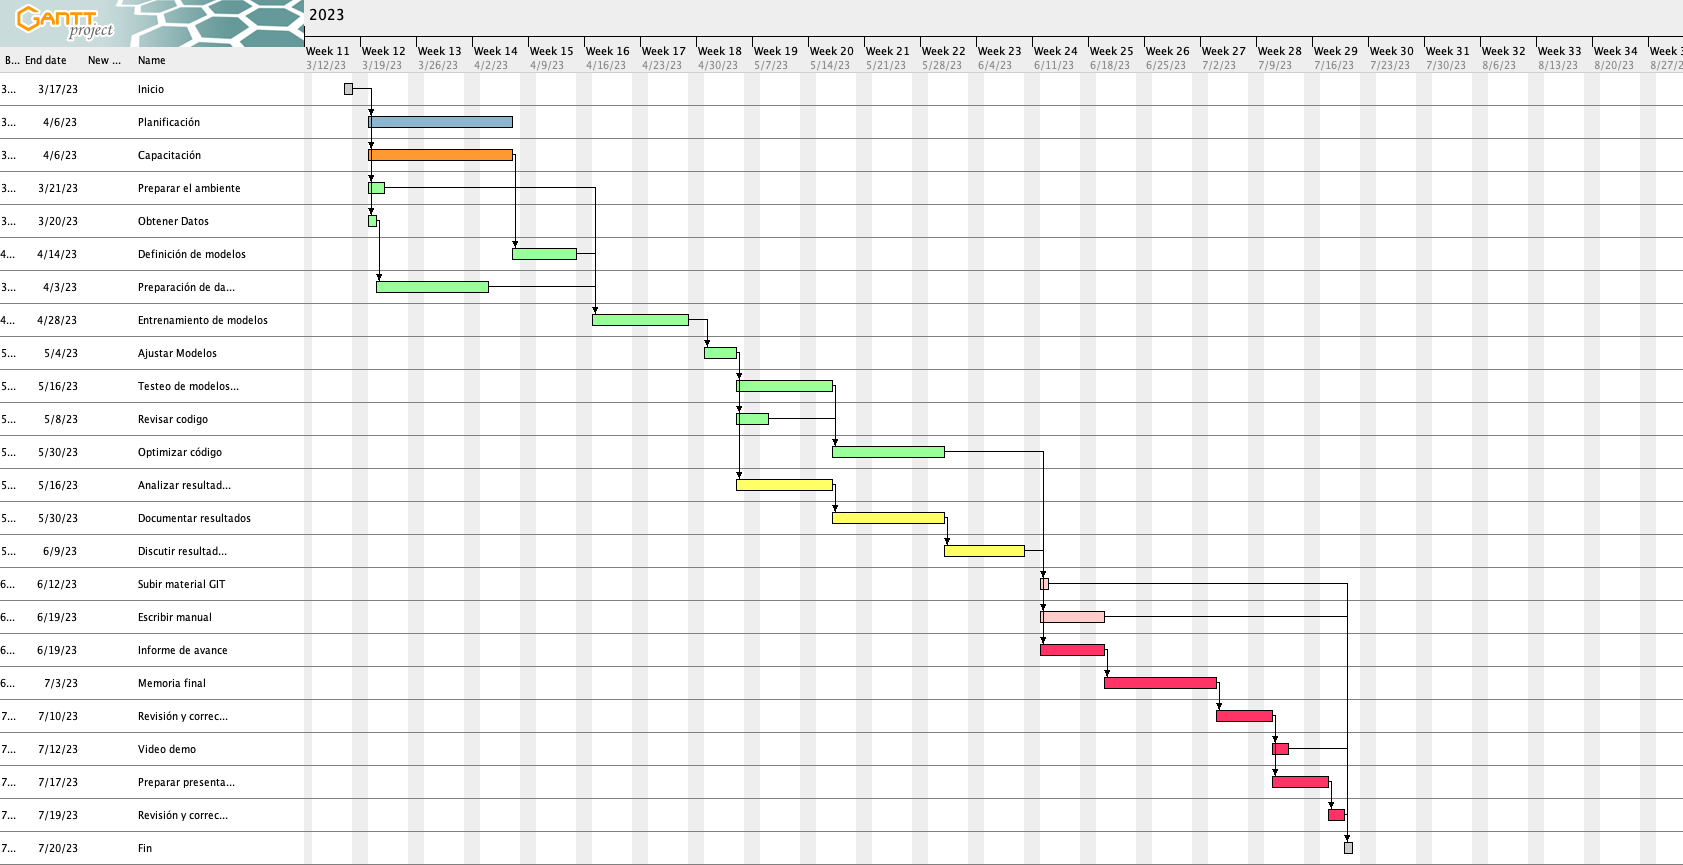 GANTT project
2023
Week 11 Week 12 Week 13 Week 14 Week 15 Week 16 Week 17 Week 18 Week 19 Week 20 Week 21 Week 22 Week 23 Week 24 Week 25 Week 26 Week 27 Week 28 Week 29 Week 30 Week 31 Week 32 Week 33 Week 34 Week 3
B... End date New ... Name
3/12/23 3/19/23 3/26/23 4/2/23 4/9/23 4/16/23 4/23/23 4/30/23 5/7/23 5/14/23 5/21/23 5/28/23 6/4/23 6/11/23 6/18/23 6/25/23 7/2/23 7/9/23 7/16/23 7/23/23 7/30/23 8/6/23 8/13/23 8/20/23 8/27/2
3... 3/17/23 Inicio
3... 4/6/23 Planificación
3... 4/6/23 Capacitación
3... 3/21/23 Preparar el ambiente
3... 3/20/23 Obtener Datos
4... 4/14/23 Definición de modelos
3... 4/3/23 Preparación de da...
4... 4/28/23 Entrenamiento de modelos
5... 5/4/23 Ajustar Modelos
5... 5/16/23 Testeo de modelos...
5... 5/8/23 Revisar codigo
5... 5/30/23 Optimizar código
5... 5/16/23 Analizar resultad...
5... 5/30/23 Documentar resultados
5... 6/9/23 Discutir resultad...
6... 6/12/23 Subir material GIT
6... 6/19/23 Escribir manual
6... 6/19/23 Informe de avance
6... 7/3/23 Memoria final
7... 7/10/23 Revisión y correc...
7... 7/12/23 Video demo
7... 7/17/23 Preparar presenta...
7... 7/19/23 Revisión y correc...
7... 7/20/23 Fin